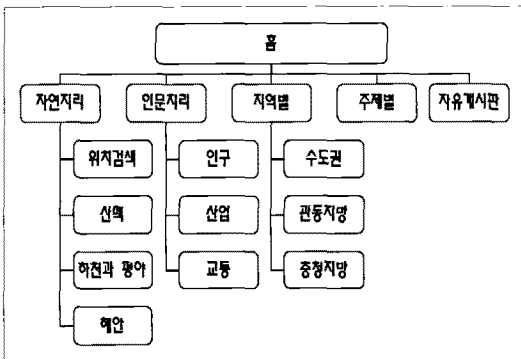 홈
자연지리 인문지리 지역별 주제별 자유게시판
위치검색 인구 수도권
산맥 산업 관동지방
하천과 평야 교통 충청지방
해안